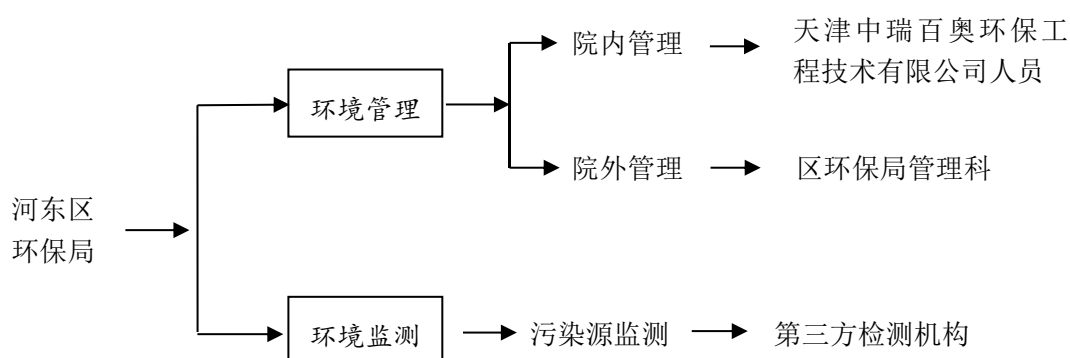 院内管理
天津中瑞百奥环保工
程技术有限公司人员
环境管理
院外管理
区环保局管理科
河东区
环保局
环境监测
污染源监测
第三方检测机构